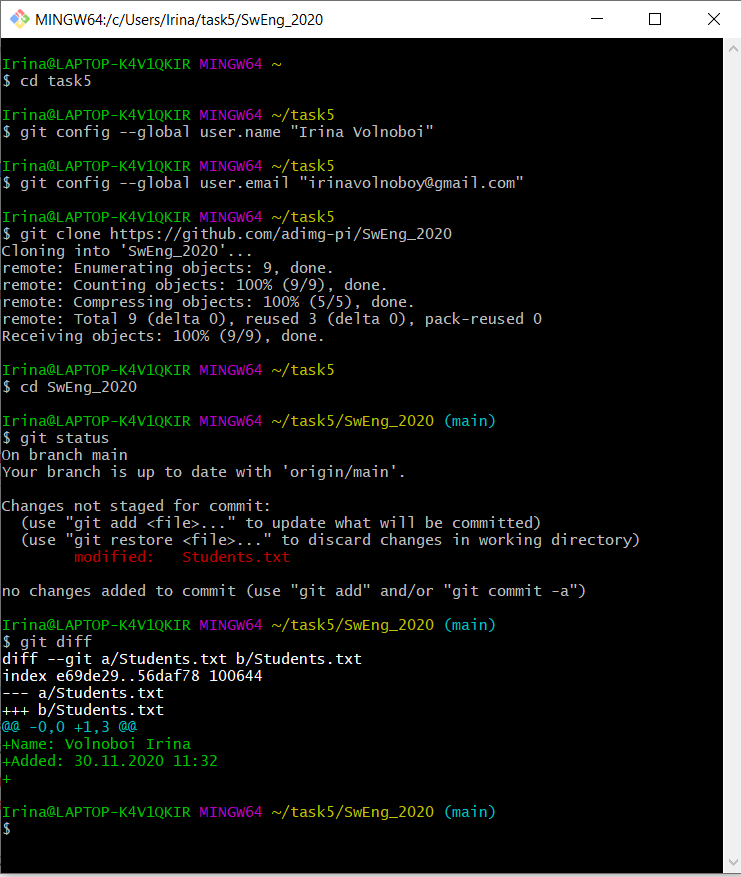 MINGW64:/c/Users/Irina/task5/SwEng_2020
Irina@LAPTOP-K4V1QKIR MINGW64 ~
$ cd task5
Irina@LAPTOP-K4V1QKIR MINGW64 ~/task5
$ git config --global user.name "Irina Volnoboi"
Irina@LAPTOP-K4V1QKIR MINGW64 ~/task5
$ git config --global user.email "irinavolnoboy@gmail.com"
Irina@LAPTOP-K4V1QKIR MINGW64 ~/task5
$ git clone https://github.com/adimg-pi/SwEng_2020
Cloning into 'SwEng_2020'...
remote: Enumerating objects: 9, done.
remote: Counting objects: 100% (9/9), done.
remote: Compressing objects: 100% (5/5), done.
remote: Total 9 (delta 0), reused 3 (delta 0), pack-reused 0
Receiving objects: 100% (9/9), done.
Irina@LAPTOP-K4V1QKIR MINGW64 ~/task5
$ cd SwEng_2020
Irina@LAPTOP-K4V1QKIR MINGW64 ~/task5/SwEng_2020 (main)
$ git status
On branch main
Your branch is up to date with 'origin/main'.
Changes not staged for commit:
  (use "git add <file>..." to update what will be committed)
  (use "git restore <file>..." to discard changes in working directory)
        modified:   Students.txt
no changes added to commit (use "git add" and/or "git commit -a")
Irina@LAPTOP-K4V1QKIR MINGW64 ~/task5/SwEng_2020 (main)
$ git diff
diff --git a/Students.txt b/Students.txt
index e69de29..56daf78 100644
--- a/Students.txt
+++ b/Students.txt
@@ -0,0 +1,3 @@
+Name: Volnoboi Irina
+Added: 30.11.2020 11:32
+
Irina@LAPTOP-K4V1QKIR MINGW64 ~/task5/SwEng_2020 (main)
$